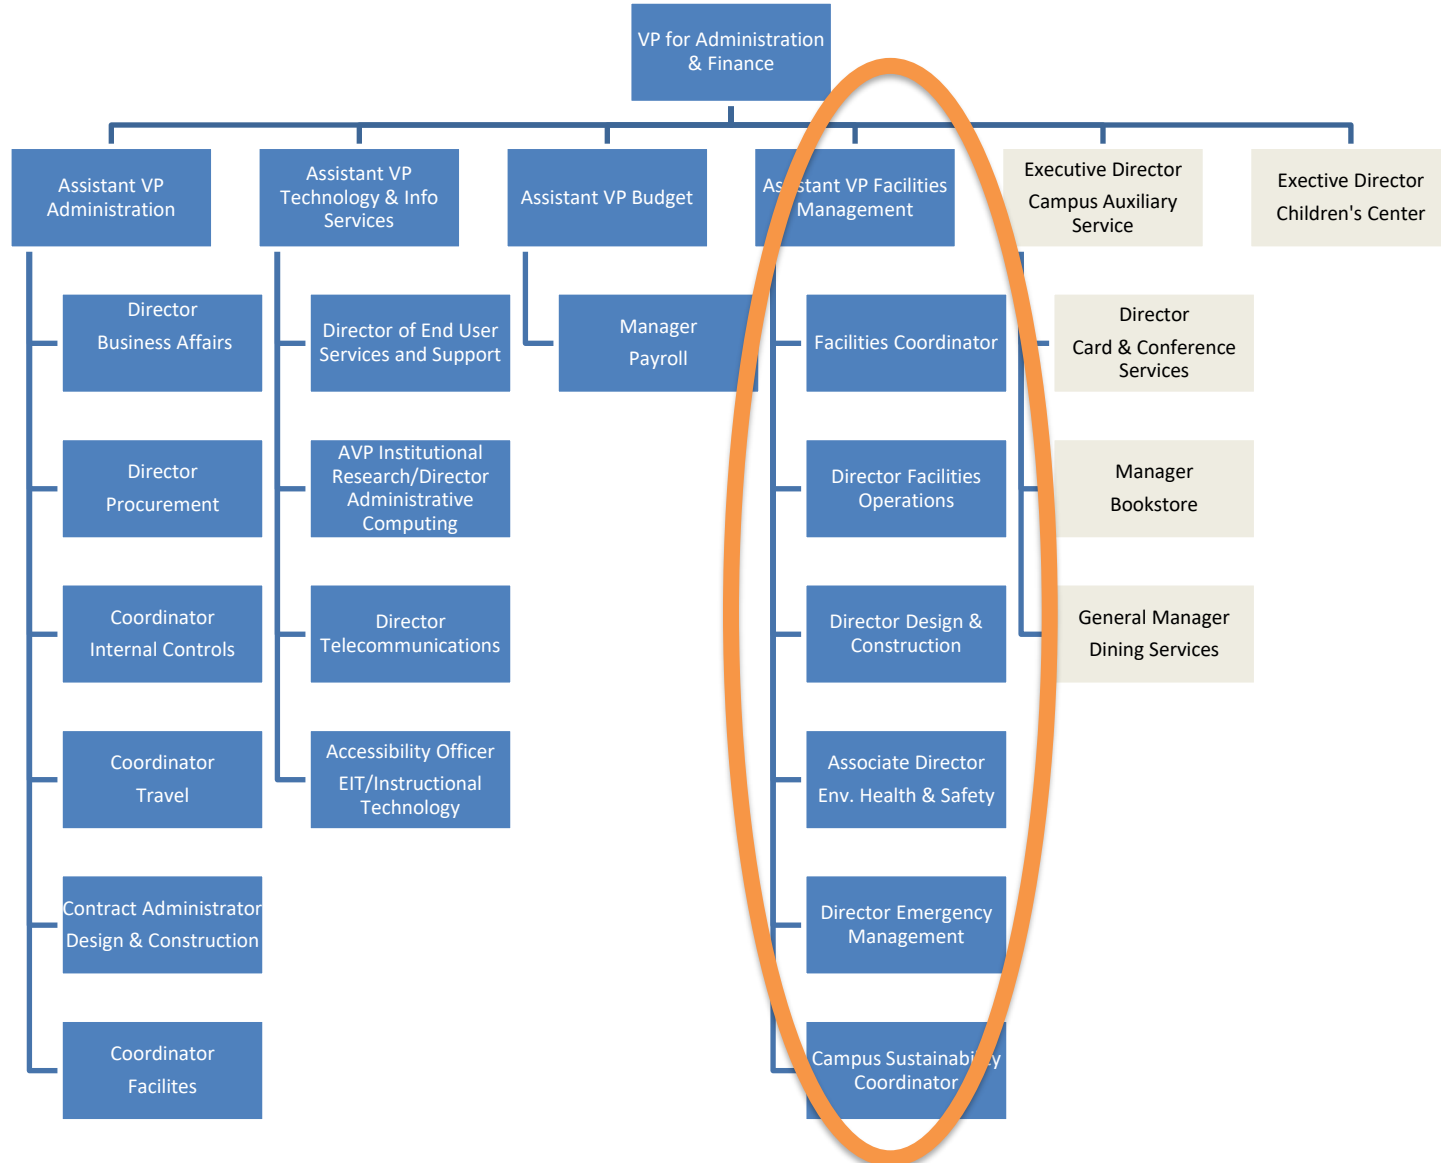 VP for Administration
& Finance
Assistant VP
Administration
Assistant VP
Technology & Info
Services
Assistant VP Budget
Assistant VP Facilities
Management
Executive Director
Campus Auxiliary
Service
Exective Director
Children's Center
Director
Business Affairs
Director
Procurement
Coordinator
Internal Controls
Coordinator
Travel
Contract Administrator
Design & Construction
Coordinator
Facilites
Director of End User
Services and Support
AVP Institutional
Research/Director
Administrative
Computing
Director
Telecommunications
Accessibility Officer
EIT/Instructional
Technology
Manager
Payroll
Facilities Coordinator
Director Facilities
Operations
Director Design &
Construction
Associate Director
Env. Health & Safety
Director Emergency
Management
Campus Sustainability
Coordinator
Director
Card & Conference
Services
Manager
Bookstore
General Manager
Dining Services